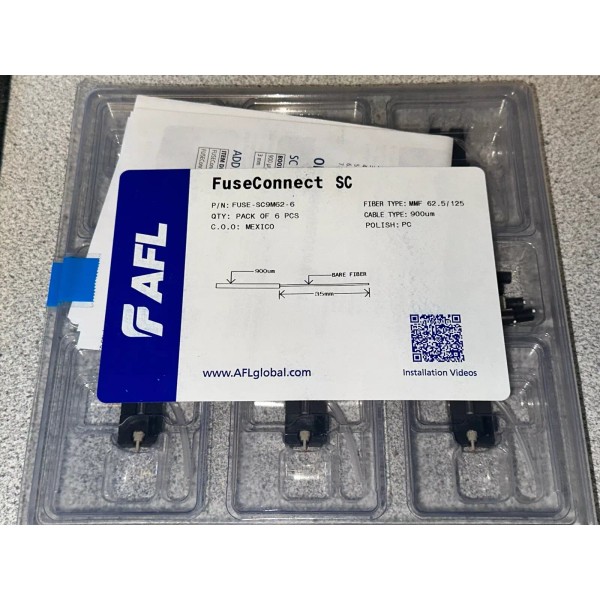 FuseConnect SC
P/N: FUSE-SC9M62-6
QTY: PACK OF 6 PCS
C.O.O: MEXICO
FIBER TYPE: MMF 62.5/125
CABLE TYPE: 900um
POLISH: PC
AFL
900um
BARE FIBER
35mm
www.AFLglobal.com
Installation Videos